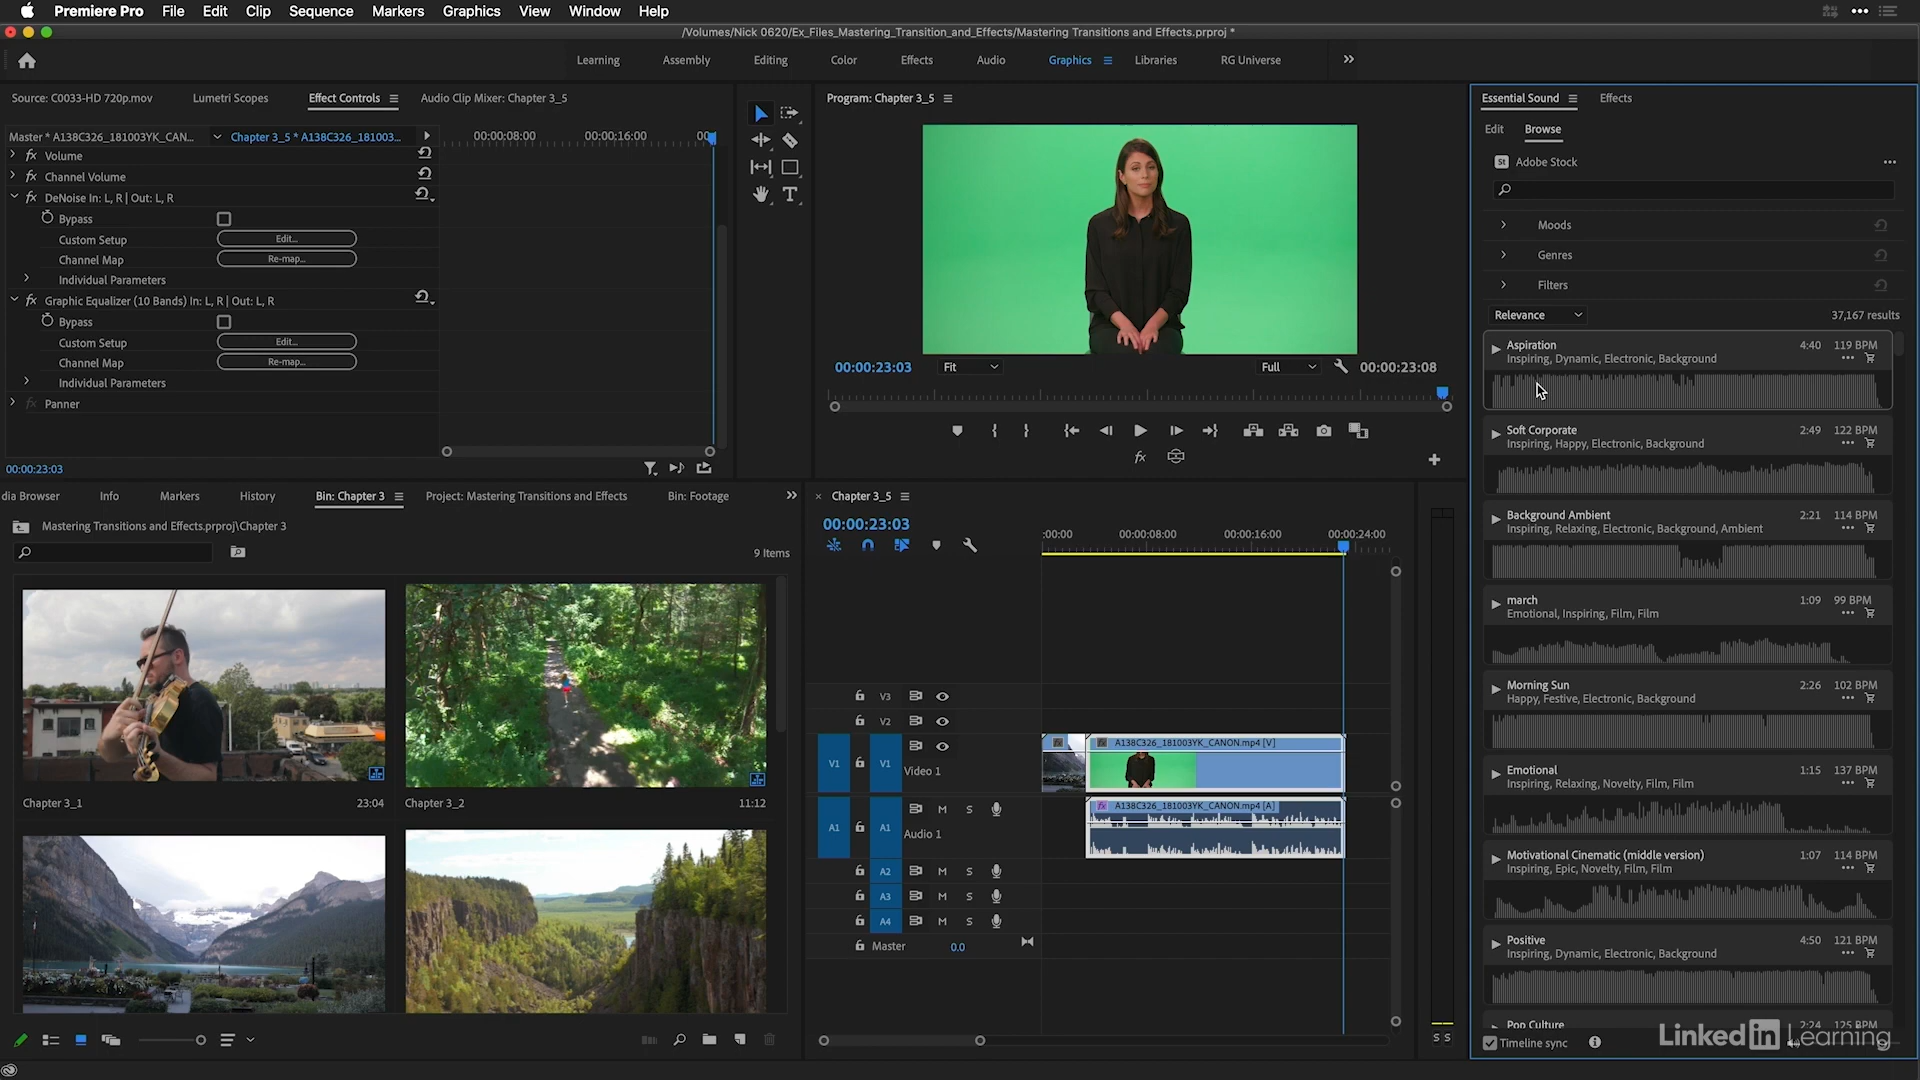 Premiere Pro File Edit Clip Sequence Markers Graphics View Window Help
/Volumes/Nick 0620/Ex_Files_Mastering_Transition_and_Effects/Mastering Transitions and Effects.prproj *
Learning Assembly Editing Color Effects Audio Graphics Libraries RG Universe
Source: C0033-HD 720p.mov Lumetri Scopes Effect Controls Audio Clip Mixer: Chapter 3_5
Master * A138C326_181003YK_CAN... Chapter 3_5 * A138C326_181003...
00:00:08:00 00:00:16:00 00:
fx Volume
fx Channel Volume
fx DeNoise In: L, R | Out: L, R
Bypass
Custom Setup Edit...
Channel Map Re-map...
Individual Parameters
fx Graphic Equalizer (10 Bands) In: L, R | Out: L, R
Bypass
Custom Setup Edit...
Channel Map Re-map...
Individual Parameters
fx Panner
00:00:23:03
Program: Chapter 3_5
00:00:23:03 Fit Full 00:00:23:08
fx
dia Browser Info Markers History Bin: Chapter 3 Project: Mastering Transitions and Effects Bin: Footage
Mastering Transitions and Effects.prproj\Chapter 3
9 Items
Chapter 3_1 23:04
Chapter 3_2 11:12
Chapter 3_5
00:00:23:03
:00:00 00:00:08:00 00:00:16:00 00:00:24:00
V3
V2
V1 V1 Video 1
A138C326_181003YK_CANON.mp4 [V]
A1 A1 M S Audio 1
fx A138C326_181003YK_CANON.mp4 [A]
A2 M S
A3 M S
A4 M S
Master 0.0
S S
Essential Sound Effects
Edit Browse
St Adobe Stock
Moods
Genres
Filters
Relevance 37,167 results
Aspiration 4:40 119 BPM
Inspiring, Dynamic, Electronic, Background
Soft Corporate 2:49 122 BPM
Inspiring, Happy, Electronic, Background
Background Ambient 2:21 114 BPM
Inspiring, Relaxing, Electronic, Background, Ambient
march 1:09 99 BPM
Emotional, Inspiring, Film, Film
Morning Sun 2:26 102 BPM
Happy, Festive, Electronic, Background
Emotional 1:15 137 BPM
Inspiring, Relaxing, Novelty, Film, Film
Motivational Cinematic (middle version) 1:07 114 BPM
Inspiring, Epic, Novelty, Film, Film
Positive 4:50 121 BPM
Inspiring, Dynamic, Electronic, Background
Pop Culture 2:24 125 BPM
Timeline sync
LinkedIn Learning